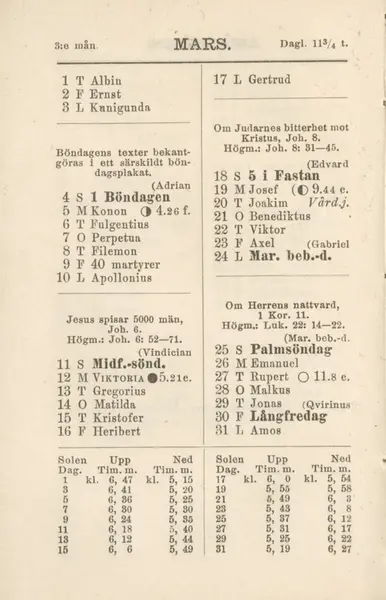 3:e mån.
MARS.
Dagl. 11³/₄ t.
1 T Albin
2 F Ernst
3 L Kunigunda
Böndagens texter bekant-
göras i ett särskildt bön-
dagsplakat.
(Adrian
4 S 1 Böndagen
5 M Konon ◑ 4.26 f.
6 T Fulgentius
7 O Perpetua
8 T Filemon
9 F 40 martyrer
10 L Apollonius
Jesus spisar 5000 män,
Joh. 6.
Högm.: Joh. 6: 52—71.
(Vindician
11 S Midf.-sönd.
12 M VIKTORIA ● 5.21 e.
13 T Gregorius
14 O Matilda
15 T Kristofer
16 F Heribert
17 L Gertrud
Om Judarnes bitterhet mot
Kristus, Joh. 8.
Högm.: Joh. 8: 31—45.
(Edvard
18 S 5 i Fastan
19 M Josef (◐ 9.44 e.
20 T Joakim Vård.j.
21 O Benediktus
22 T Viktor
23 F Axel (Gabriel
24 L Mar. beb.-d.
Om Herrens nattvard,
1 Kor. 11.
Högm.: Luk. 22: 14—22.
(Mar. beb.-d.
25 S Palmsöndag
26 M Emanuel
27 T Rupert ○ 11.8 e.
28 O Malkus
29 T Jonas (Qvirinus
30 F Långfredag
31 L Amos
Solen Upp Ned
Dag. Tim. m. Tim. m.
1 kl. 6, 47 kl. 5, 15
3 6, 41 5, 20
5 6, 36 5, 25
7 6, 30 5, 30
9 6, 24 5, 35
11 6, 18 5, 40
13 6, 12 5, 44
15 6, 6 5, 49
Solen Upp Ned
Dag. Tim. m. Tim. m.
17 kl. 6, 0 kl. 5, 54
19 5, 55 5, 58
21 5, 49 6, 3
23 5, 43 6, 8
25 5, 37 6, 12
27 5, 31 6, 17
29 5, 25 6, 22
31 5, 19 6, 27